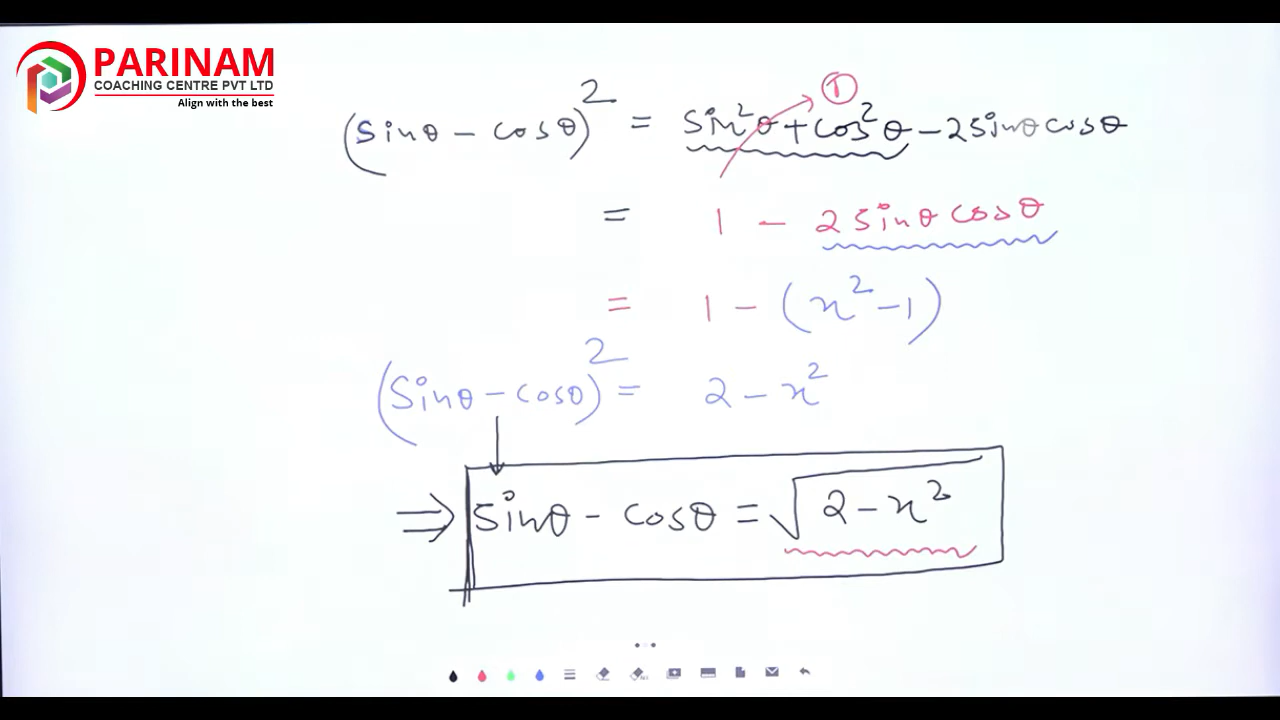 PARINAM
COACHING CENTRE PVT LTD
Align with the best
(sinθ - cosθ)² = sin²θ + cos²θ - 2sinθcosθ
①
= 1 - 2sinθcosθ
= 1 - (x² - 1)
(sinθ - cosθ)² = 2 - x²
⇒ sinθ - cosθ = √(2 - x²)